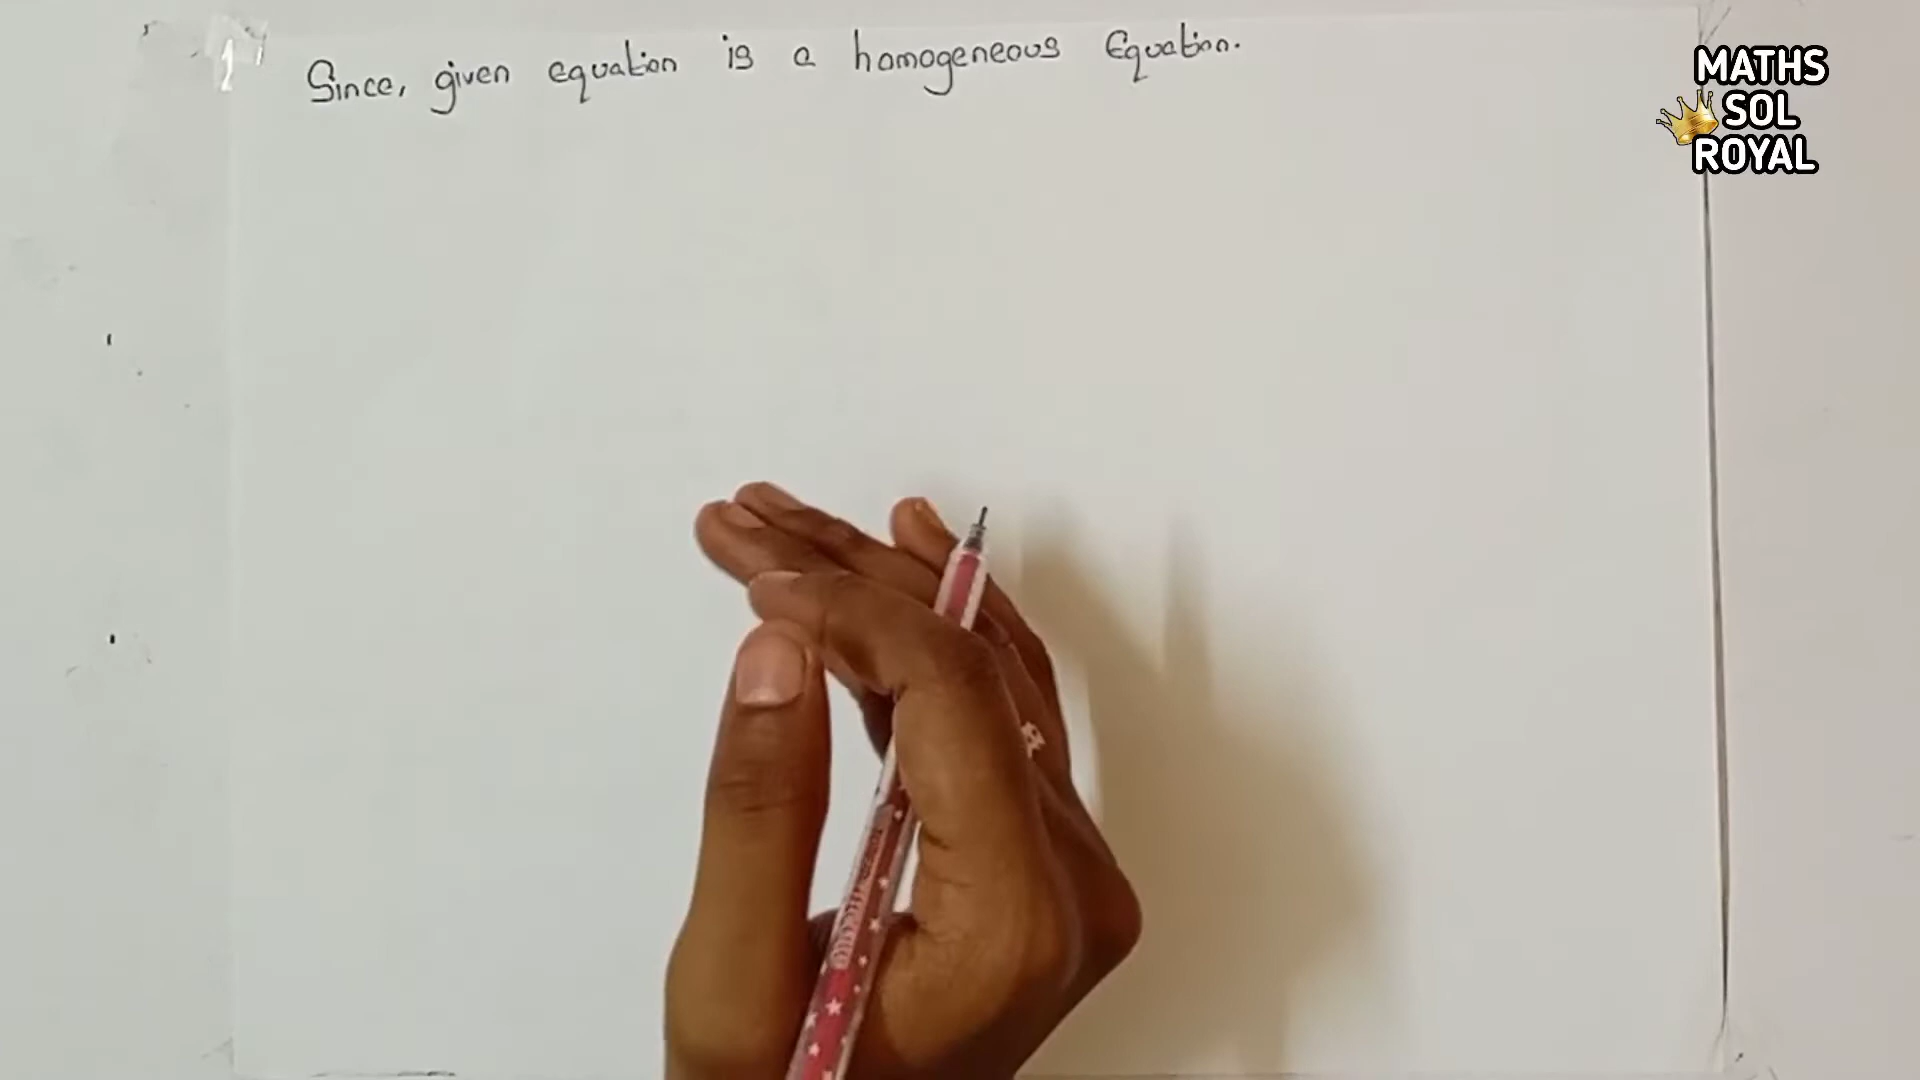 Since, given equation is a homogeneous Equation.
MATHS
SOL
ROYAL